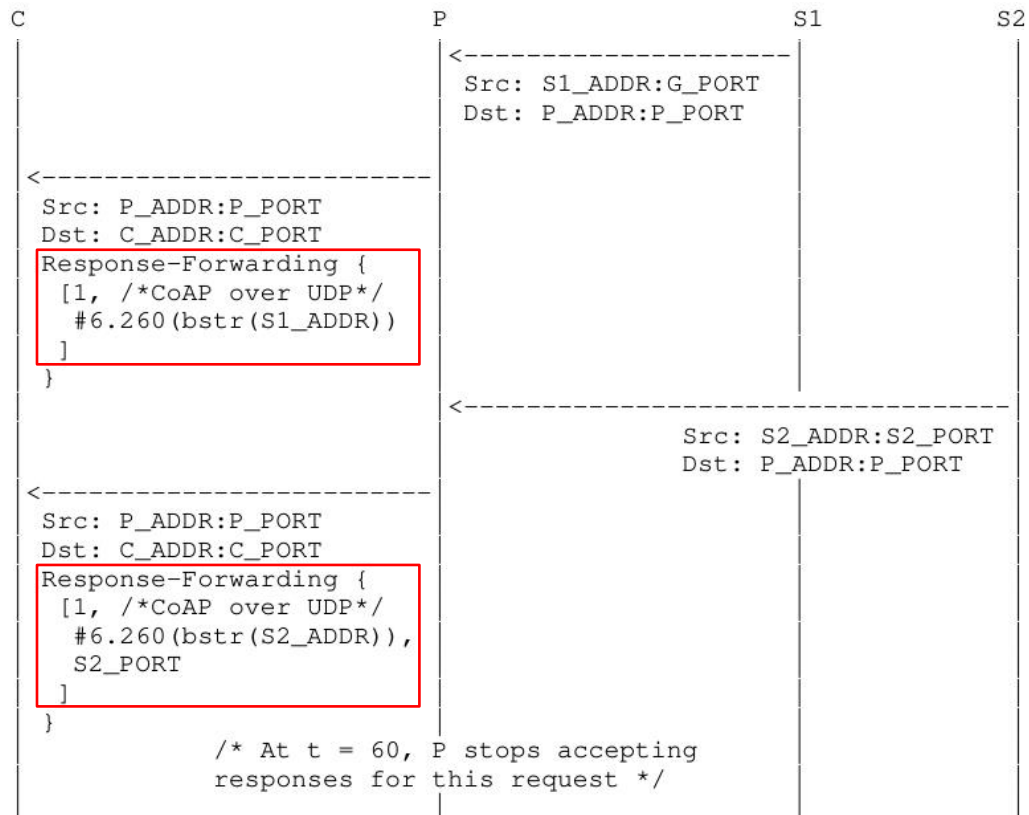 C P S1 S2
<----------------------
Src: S1_ADDR:G_PORT
Dst: P_ADDR:P_PORT
<--------------------------
Src: P_ADDR:P_PORT
Dst: C_ADDR:C_PORT
Response-Forwarding {
[1, /*CoAP over UDP*/
#6.260(bstr(S1_ADDR))
]
}
<------------------------------------
Src: S2_ADDR:S2_PORT
Dst: P_ADDR:P_PORT
<--------------------------
Src: P_ADDR:P_PORT
Dst: C_ADDR:C_PORT
Response-Forwarding {
[1, /*CoAP over UDP*/
#6.260(bstr(S2_ADDR)),
S2_PORT
]
}
/* At t = 60, P stops accepting
responses for this request */